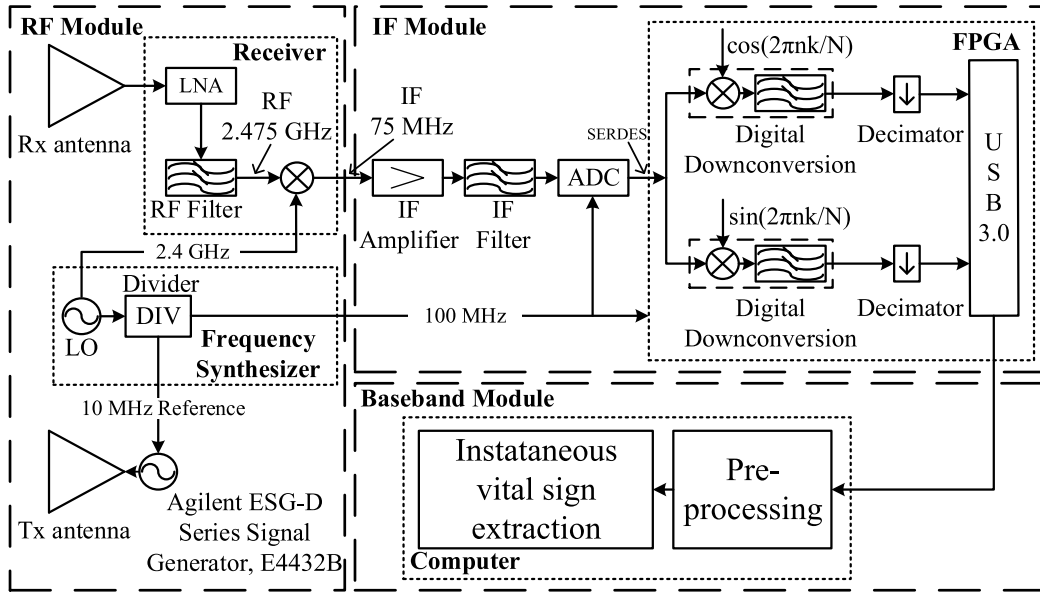 RF Module
Receiver
Rx antenna
LNA
RF
2.475 GHz
RF Filter
2.4 GHz
Divider
DIV
LO
Frequency
Synthesizer
10 MHz Reference
Tx antenna
Agilent ESG-D
Series Signal
Generator, E4432B
IF Module
IF
75 MHz
IF
Amplifier
IF
Filter
ADC
SERDES
100 MHz
FPGA
cos(2πnk/N)
Digital
Downconversion
Decimator
sin(2πnk/N)
Digital
Downconversion
Decimator
U
S
B
3.0
Baseband Module
Instataneous
vital sign
extraction
Pre-
processing
Computer